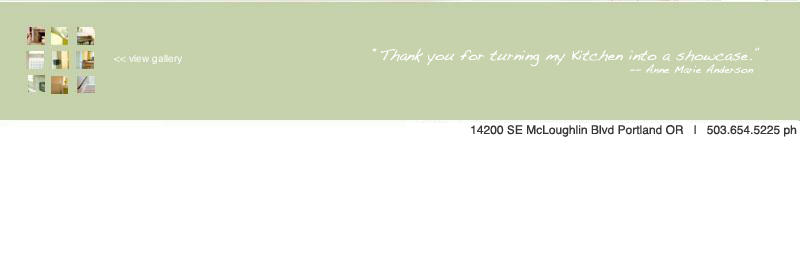 << view gallery
"Thank you for turning my Kitchen into a showcase."
-- Anne Marie Anderson
14200 SE McLoughlin Blvd Portland OR | 503.654.5225 ph